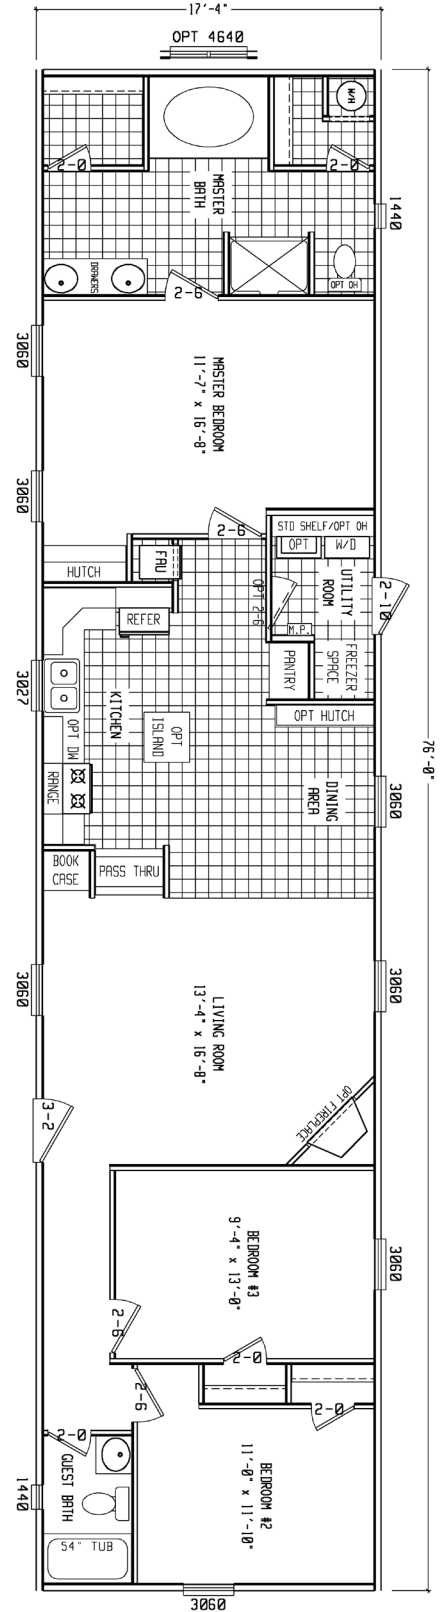 17'-4"
OPT 4640
W/H
2-0
2-0
MASTER
BATH
1440
DRAWERS
OPT OH
2-6
3060
MASTER BEDROOM
11'-7" x 16'-8"
3060
2-6
STD SHELF/OPT OH
OPT
W/D
FAU
HUTCH
OPT 2-6
UTILITY
ROOM
2-10
REFER
M.P.
PANTRY
FREEZER
SPACE
3027
KITCHEN
OPT HUTCH
OPT DW
OPT
ISLAND
76'-0"
RANGE
DINING
AREA
3060
BOOK
CASE
PASS THRU
3060
LIVING ROOM
13'-4" x 16'-8"
3060
3-2
OPT FIREPLACE
BEDROOM #3
9'-4" x 13'-0"
3060
2-6
2-0
2-6
2-0
2-0
GUEST BATH
BEDROOM #2
11'-0" x 11'-10"
1440
54" TUB
3060